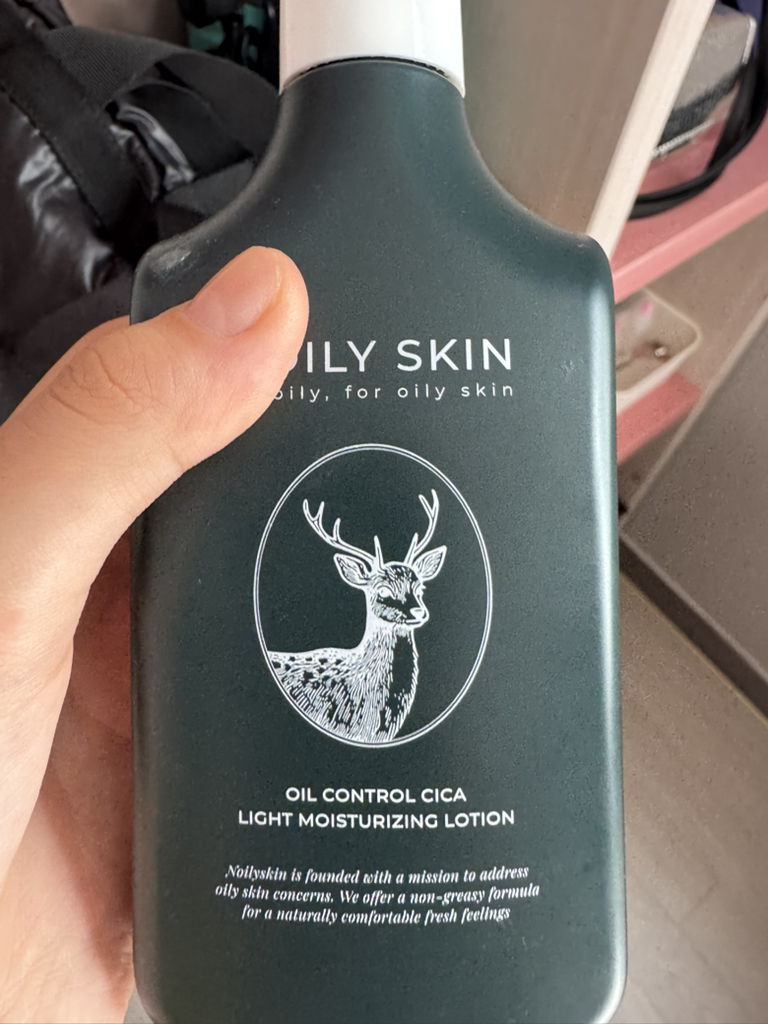 OILY SKIN
oily, for oily skin
OIL CONTROL CICA
LIGHT MOISTURIZING LOTION
Noilyskin is founded with a mission to address
oily skin concerns. We offer a non-greasy formula
for a naturally comfortable fresh feelings